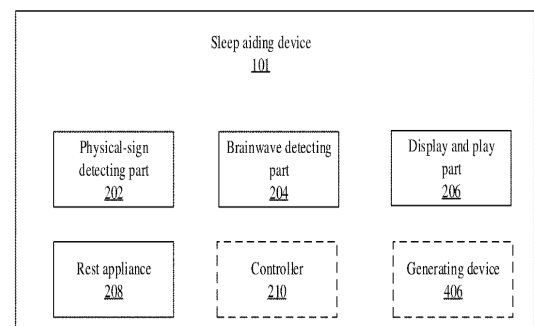 Sleep aiding device
101
Physical-sign
detecting part
202
Brainwave detecting
part
204
Display and play
part
206
Rest appliance
208
Controller
210
Generating device
406